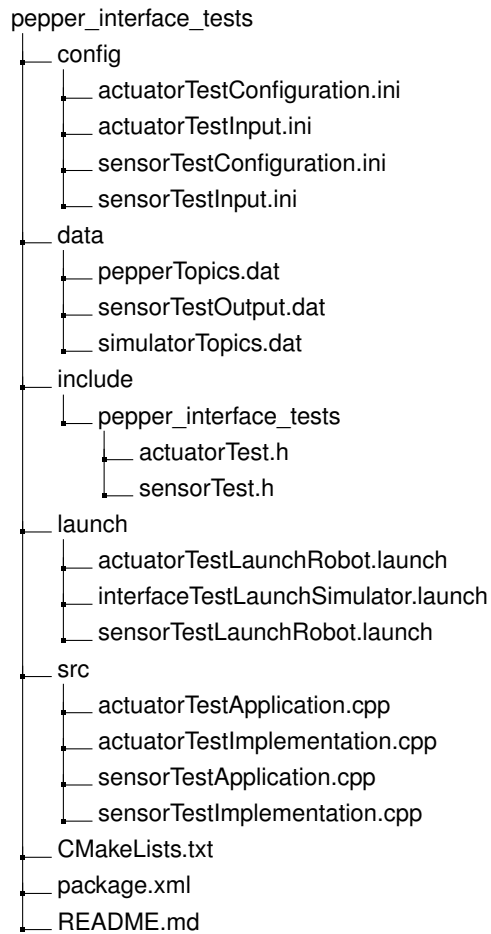 pepper_interface_tests
config
actuatorTestConfiguration.ini
actuatorTestInput.ini
sensorTestConfiguration.ini
sensorTestInput.ini
data
pepperTopics.dat
sensorTestOutput.dat
simulatorTopics.dat
include
pepper_interface_tests
actuatorTest.h
sensorTest.h
launch
actuatorTestLaunchRobot.launch
interfaceTestLaunchSimulator.launch
sensorTestLaunchRobot.launch
src
actuatorTestApplication.cpp
actuatorTestImplementation.cpp
sensorTestApplication.cpp
sensorTestImplementation.cpp
CMakeLists.txt
package.xml
README.md